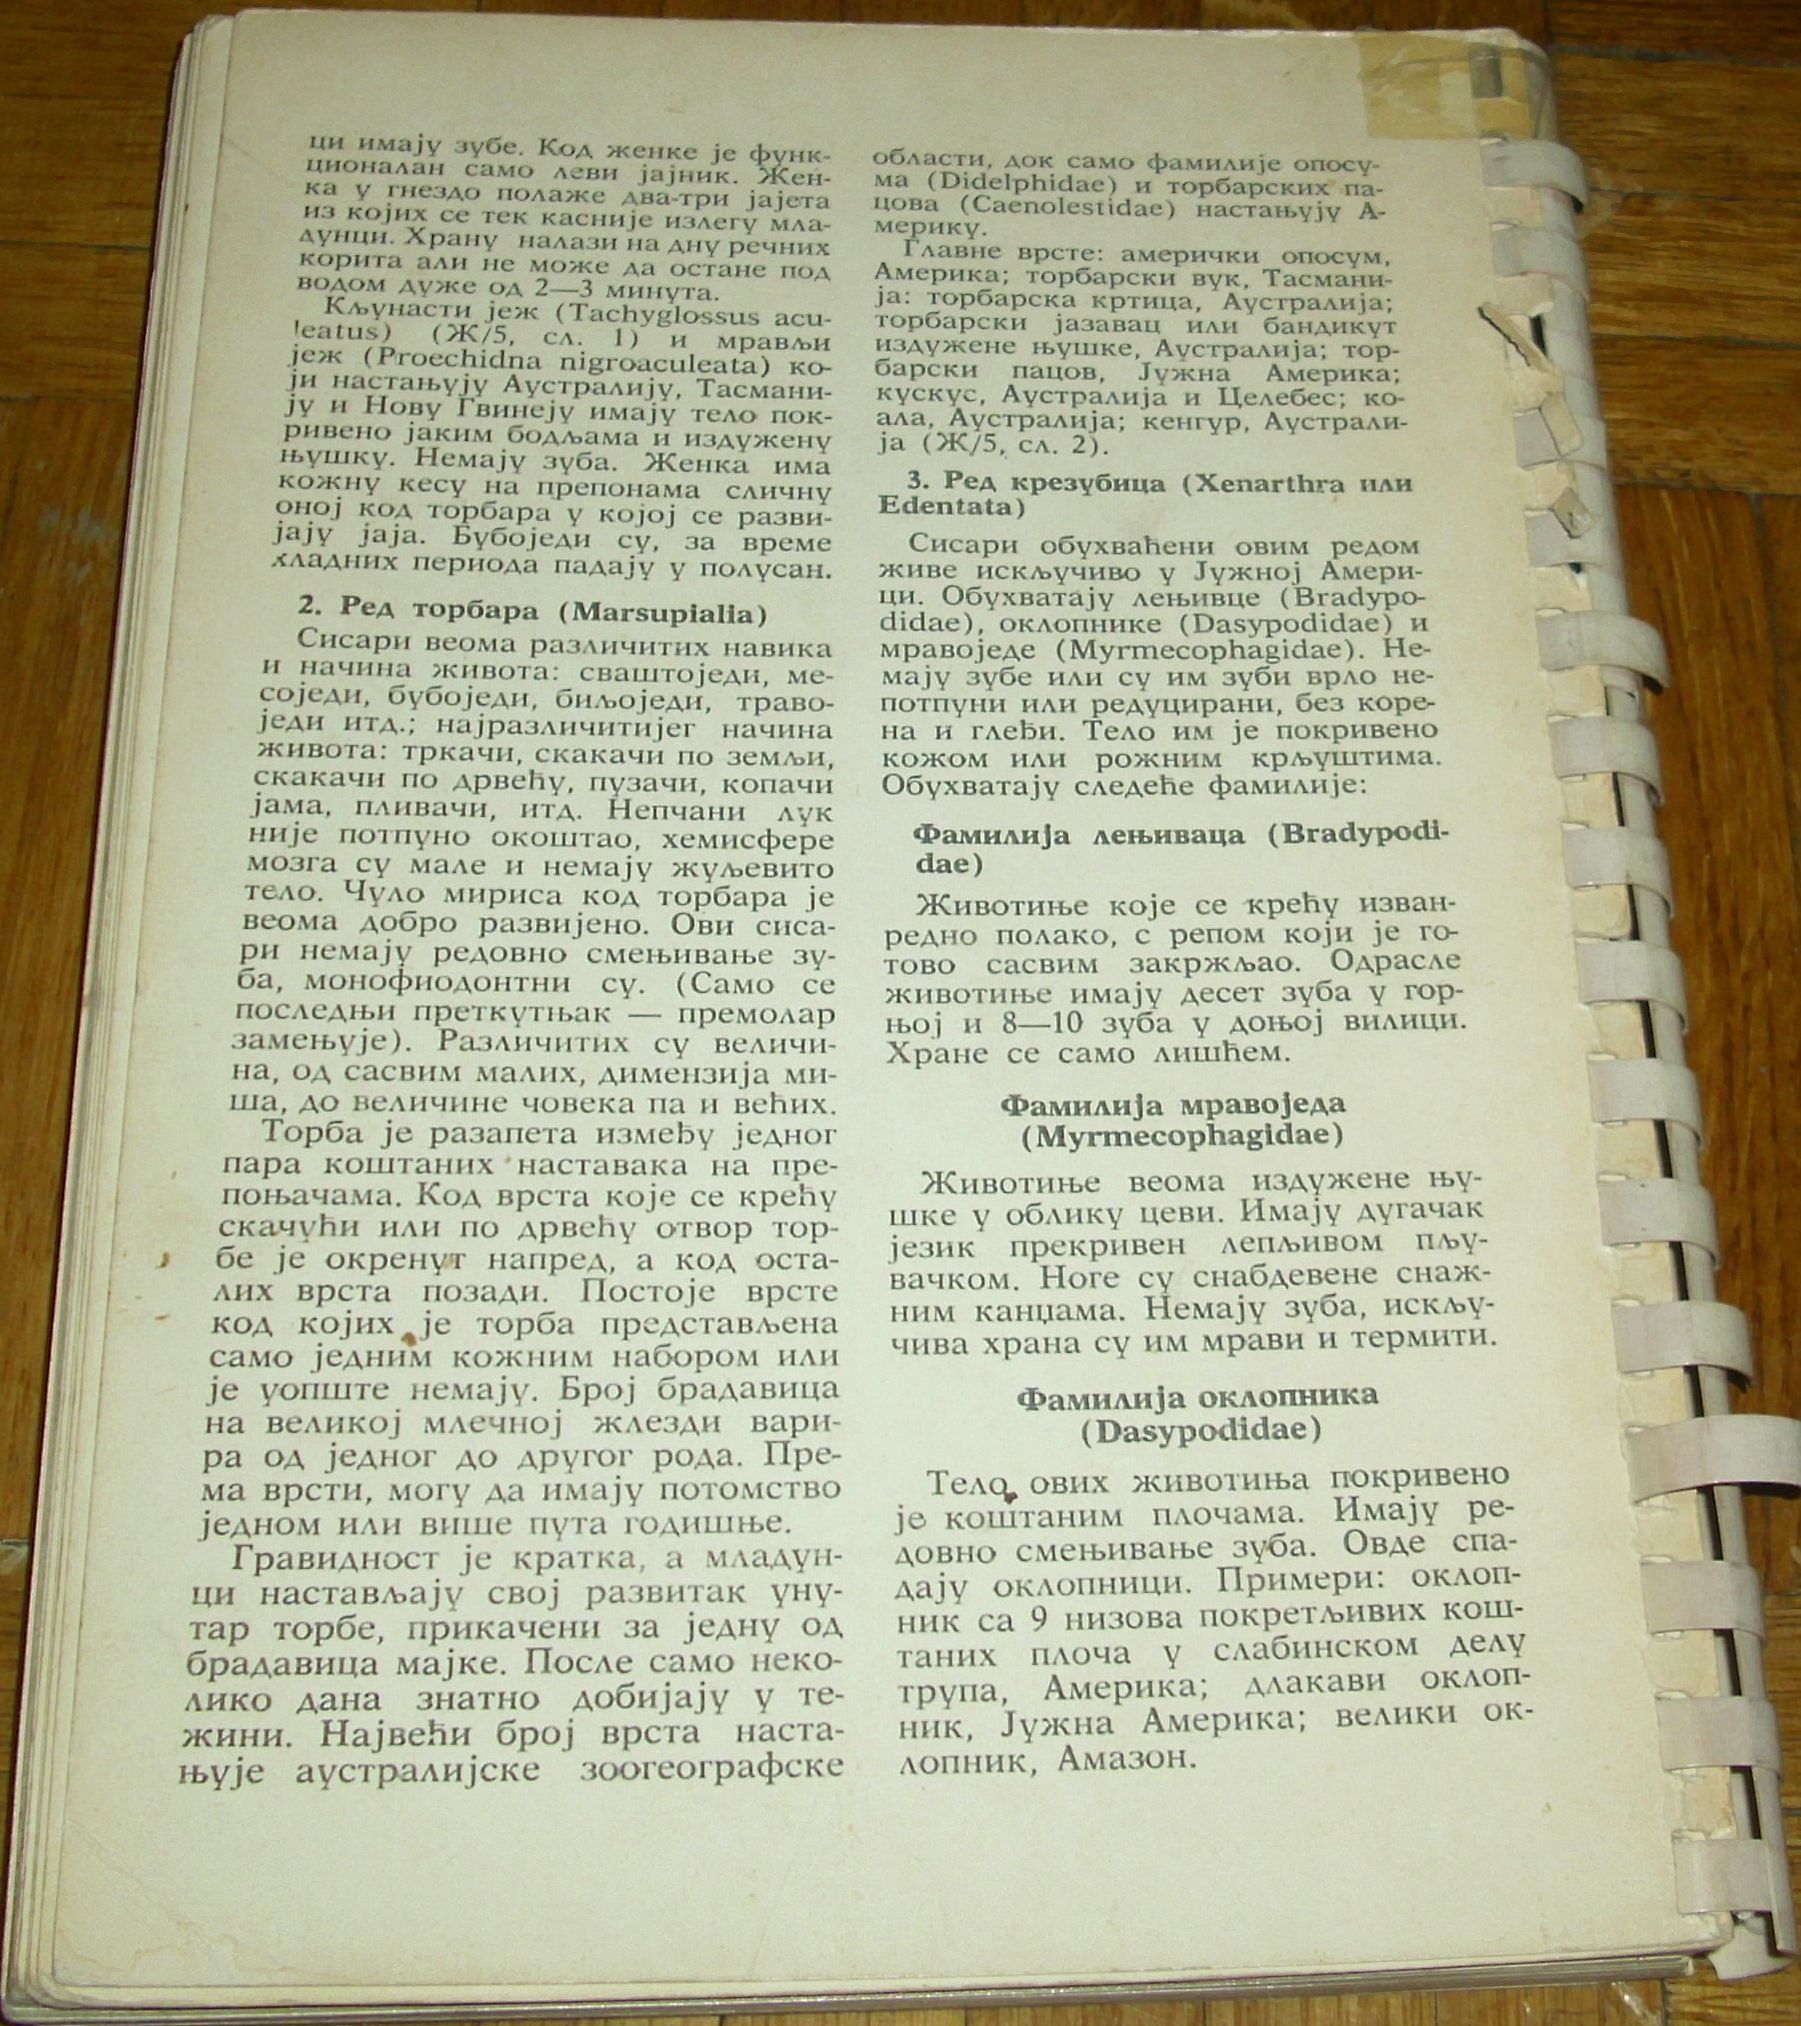 ци имају зубе. Код женке је функ-
ционалан само леви јајник. Жен-
ка у гнездо полаже два-три јајета
из којих се тек касније излегу мла-
дунци. Храну налази на дну речних
корита али не може да остане под
водом дуже од 2—3 минута.
Кљунасти јеж (Tachyglossus acu-
leatus) (Ж/5, сл. 1) и мрављи
јеж (Proechidna nigroaculeata) ко-
ји настањују Аустралију, Тасмани-
ју и Нову Гвинеју имају тело пок-
ривено јаким бодљама и издужену
њушку. Немају зуба. Женка има
кожну кесу на препонама сличну
оној код торбара у којој се разви-
јају јаја. Бубоједи су, за време
хладних периода падају у полусан.
2. Ред торбара (Marsupialia)
Сисари веома различитих навика
и начина живота: сваштоједи, ме-
соједи, бубоједи, биљоједи, траво-
једи итд.; најразличитијег начина
живота: тркачи, скакачи по земљи,
скакачи по дрвећу, пузачи, копачи
јама, пливачи, итд. Непчани лук
није потпуно окоштао, хемисфере
мозга су мале и немају жуљевито
тело. Чуло мириса код торбара је
веома добро развијено. Ови сиса-
ри немају редовно смењивање зу-
ба, монофиодонтни су. (Само се
последњи преткутњак — премолар
замењује). Различитих су величи-
на, од сасвим малих, димензија ми-
ша, до величине човека па и већих.
Торба је разапета између једног
пара коштаних наставака на пре-
поњачама. Код врста које се крећу
скачући или по дрвећу отвор тор-
бе је окренут напред, а код оста-
лих врста позади. Постоје врсте
код којих је торба представљена
само једним кожним набором или
је уопште немају. Број брадавица
на великој млечној жлезди вари-
ра од једног до другог рода. Пре-
ма врсти, могу да имају потомство
једном или више пута годишње.
Гравидност је кратка, а младун-
ци настављају свој развитак уну-
тар торбе, прикачени за једну од
брадавица мајке. После само неко-
лико дана знатно добијају у те-
жини. Највећи број врста наста-
њује аустралијске зоогеографске
области, док само фамилије опосу-
ма (Didelphidae) и торбарских па-
цова (Caenolestidae) настањују А-
мерику.
Главне врсте: амерички опосум,
Америка; торбарски вук, Тасмани-
ја: торбарска кртица, Аустралија;
торбарски јазавац или бандикут
издужене њушке, Аустралија; тор-
барски пацов, Јужна Америка;
кускус, Аустралија и Целебес; ко-
ала, Аустралија; кенгур, Аустрали-
ја (Ж/5, сл. 2).
3. Ред крезубица (Xenarthra или
Edentata)
Сисари обухваћени овим редом
живе искључиво у Јужној Амери-
ци. Обухватају лењивце (Bradypo-
didae), оклопнике (Dasypodidae) и
мравоједе (Myrmecophagidae). Не-
мају зубе или су им зуби врло не-
потпуни или редуцирани, без коре-
на и глеђи. Тело им је покривено
кожом или рожним крљуштима.
Обухватају следеће фамилије:
Фамилија лењиваца (Bradypodi-
dae)
Животиње које се крећу изван-
редно полако, с репом који је го-
тово сасвим закржљао. Одрасле
животиње имају десет зуба у гор-
њој и 8—10 зуба у доњој вилици.
Хране се само лишћем.
Фамилија мравоједа
(Myrmecophagidae)
Животиње веома издужене њу-
шке у облику цеви. Имају дугачак
језик прекривен лепљивом пљу-
вачком. Ноге су снабдевене снаж-
ним канџама. Немају зуба, искљу-
чива храна су им мрави и термити.
Фамилија оклопника
(Dasypodidae)
Тело ових животиња покривено
је коштаним плочама. Имају ре-
довно смењивање зуба. Овде спа-
дају оклопници. Примери: оклоп-
ник са 9 низова покретљивих кош-
таних плоча у слабинском делу
трупа, Америка; длакави оклоп-
ник, Јужна Америка; велики ок-
лопник, Амазон.